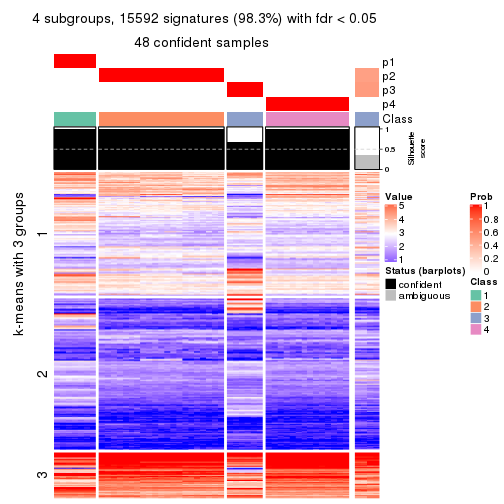 4 subgroups, 15592 signatures (98.3%) with fdr < 0.05
48 confident samples
p1
p2
p3
p4
Class
1
0.5
0
Silhouette
score
k-means with 3 groups
1
2
3
Value
5
4
3
2
1
Status (barplots)
confident
ambiguous
Prob
1
0.8
0.6
0.4
0.2
0
Class
1
2
3
4